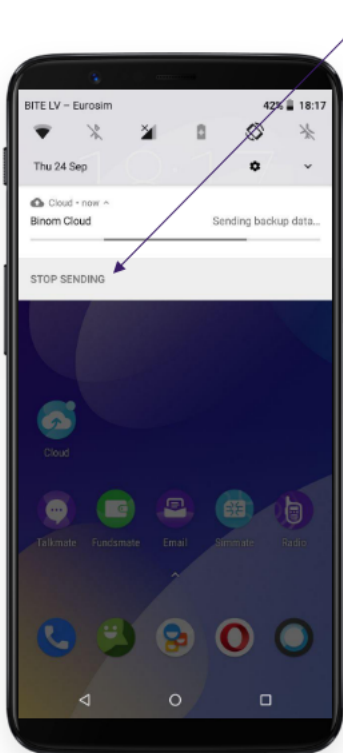 BITE LV – Eurosim 42% 18:17
Thu 24 Sep
Cloud • now
Binom Cloud Sending backup data...
STOP SENDING
Cloud
Talkmate Fundsmate Email Simmate Radio